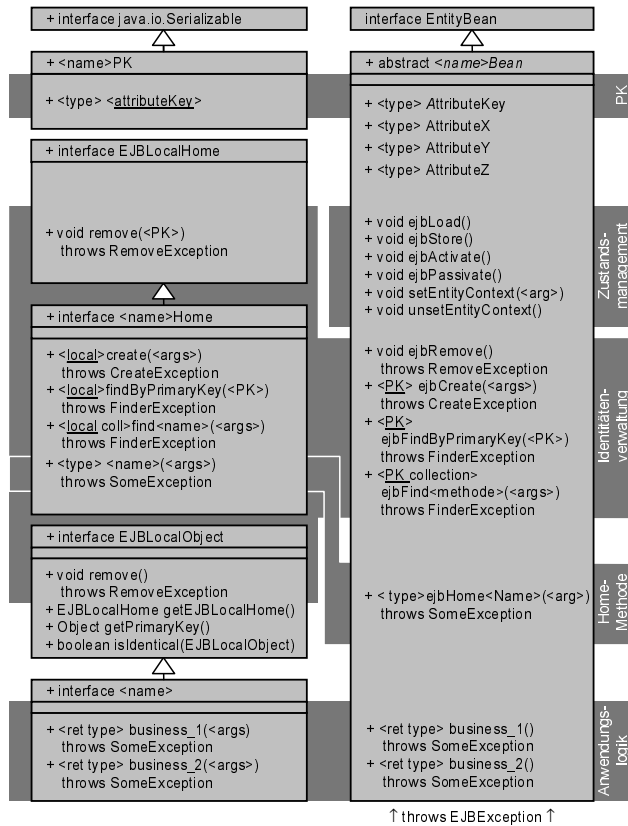 + interface java.io.Serializable
+ <name>PK
+ <type> <attributeKey>
+ interface EJBLocalHome
+ void remove(<PK>)
throws RemoveException
+ interface <name>Home
+ <local>create(<args>)
throws CreateException
+ <local>findByPrimaryKey(<PK>)
throws FinderException
+ <local coll>find<name>(<args>)
throws FinderException
+ <type> <name>(<args>)
throws SomeException
+ interface EJBLocalObject
+ void remove()
throws RemoveException
+ EJBLocalHome getEJBLocalHome()
+ Object getPrimaryKey()
+ boolean isIdentical(EJBLocalObject)
+ interface <name>
+ <ret type> business_1(<args)
throws SomeException
+ <ret type> business_2(<args>)
throws SomeException
interface EntityBean
+ abstract <name>Bean
+ <type> AttributeKey
+ <type> AttributeX
+ <type> AttributeY
+ <type> AttributeZ
+ void ejbLoad()
+ void ejbStore()
+ void ejbActivate()
+ void ejbPassivate()
+ void setEntityContext(<arg>)
+ void unsetEntityContext()
+ void ejbRemove()
throws RemoveException
+ <PK> ejbCreate(<args>)
throws CreateException
+ <PK>
ejbFindByPrimaryKey(<PK>)
throws FinderException
+ <PK collection>
ejbFind<methode>(<args>)
throws FinderException
+ < type>ejbHome<Name>(<arg>)
throws SomeException
+ <ret type> business_1()
throws SomeException
+ <ret type> business_2()
throws SomeException
↑ throws EJBException ↑
PK
Zustands-
management
Identitäten-
verwaltung
Home-
Methode
Anwendungs-
logik